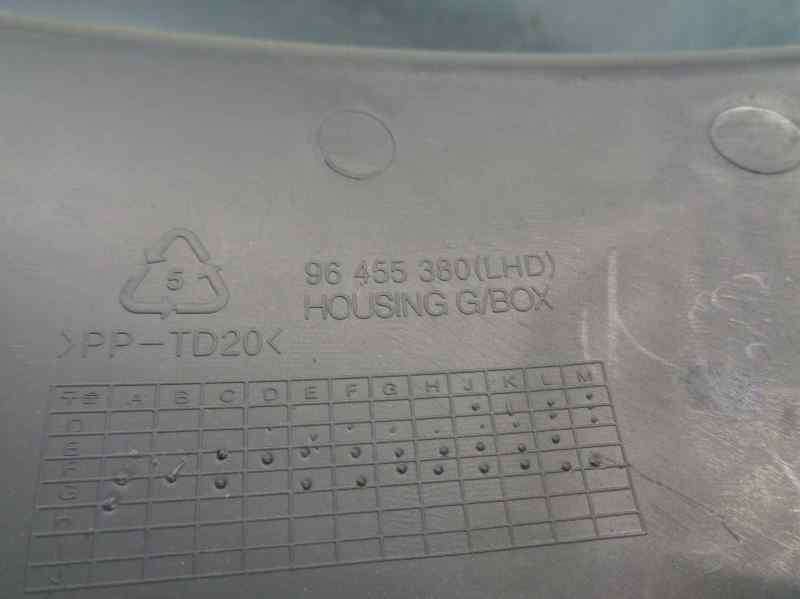 5
96 455 380(LHD)
HOUSING G/BOX
>PP-TD20<
A B C D E F G H J K L M
D
E
F
G
H
I
J